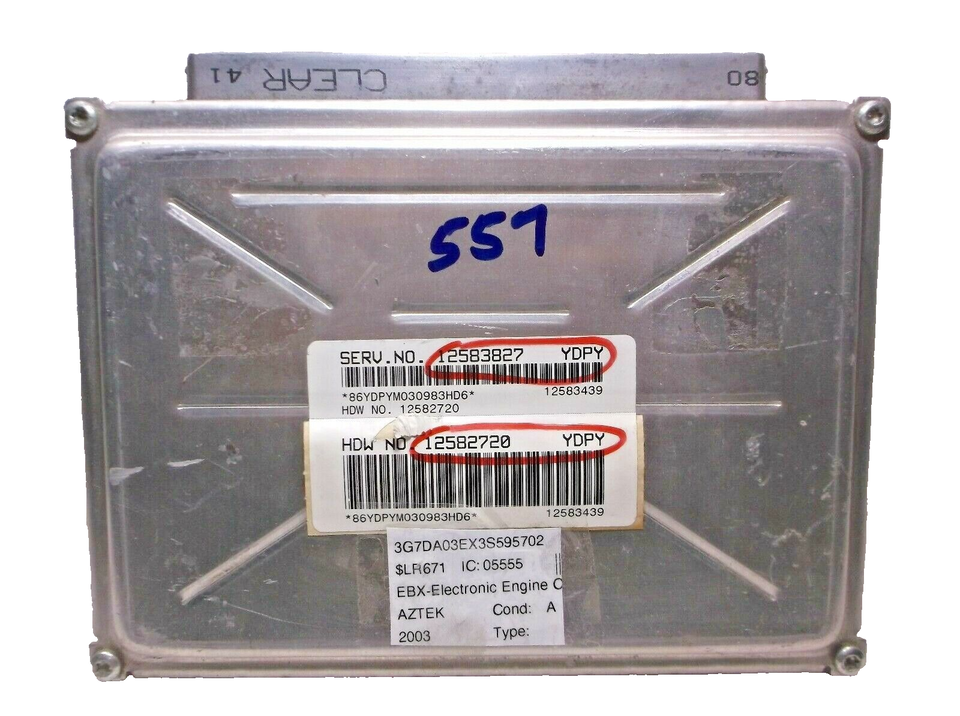 CLEAR 41
80
557
SERV.NO. 12583827 YDPY
*86YDPYM030983HD6* 12583439
HDW NO. 12582720
HDW NO. 12582720 YDPY
*86YDPYM030983HD6* 12583439
3G7DA03EX3S595702
$LR671 IC: 05555
EBX-Electronic Engine C
AZTEK Cond: A
2003 Type: